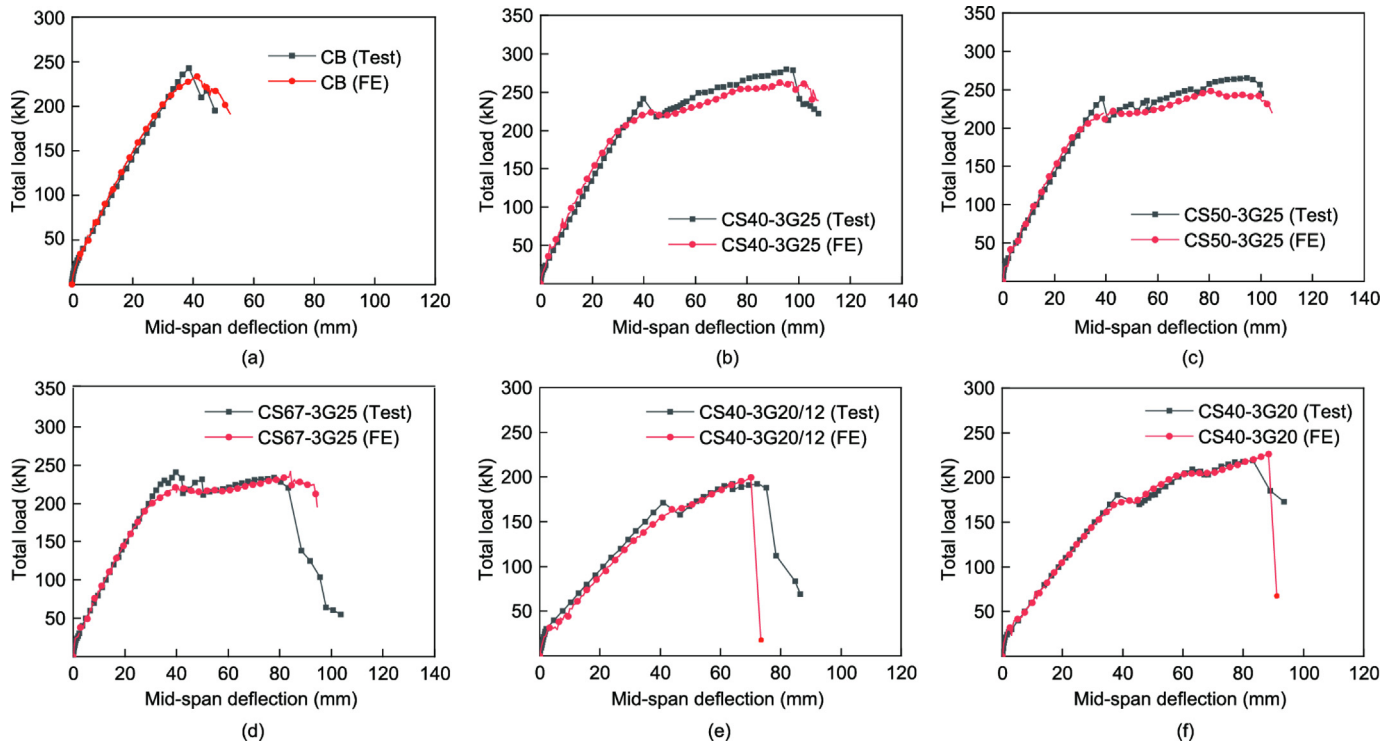 300
250
200
150
100
50
0
20
40
60
80
100
120
Total load (kN)
Mid-span deflection (mm)
CB (Test)
CB (FE)
(a)
350
300
250
200
150
100
50
0
20
40
60
80
100
120
140
Total load (kN)
Mid-span deflection (mm)
CS40-3G25 (Test)
CS40-3G25 (FE)
(b)
350
300
250
200
150
100
50
0
20
40
60
80
100
120
140
Total load (kN)
Mid-span deflection (mm)
CS50-3G25 (Test)
CS50-3G25 (FE)
(c)
350
300
250
200
150
100
50
0
20
40
60
80
100
120
140
Total load (kN)
Mid-span deflection (mm)
CS67-3G25 (Test)
CS67-3G25 (FE)
(d)
300
250
200
150
100
50
0
20
40
60
80
100
120
Total load (kN)
Mid-span deflection (mm)
CS40-3G20/12 (Test)
CS40-3G20/12 (FE)
(e)
300
250
200
150
100
50
0
20
40
60
80
100
120
Total load (kN)
Mid-span deflection (mm)
CS40-3G20 (Test)
CS40-3G20 (FE)
(f)